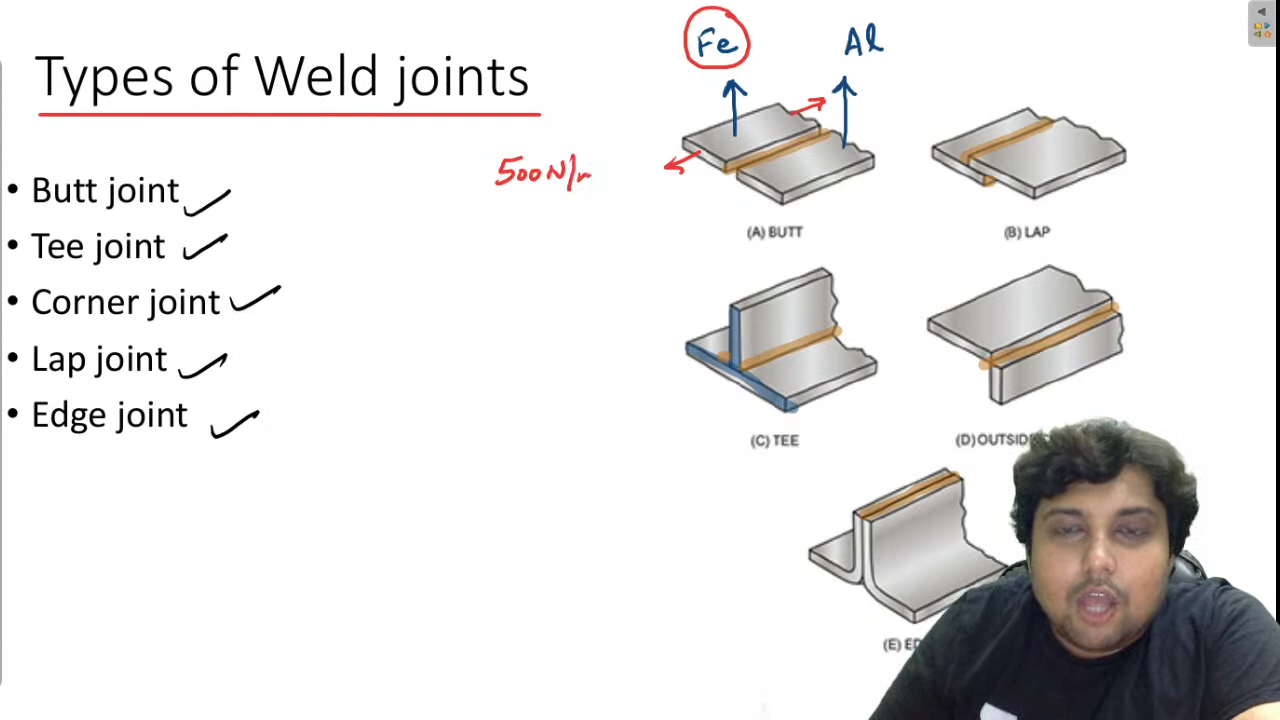 Types of Weld joints
• Butt joint
• Tee joint
• Corner joint
• Lap joint
• Edge joint
Fe
Al
500N/
(A) BUTT
(B) LAP
(C) TEE
(D) OUTSID
(E) ED